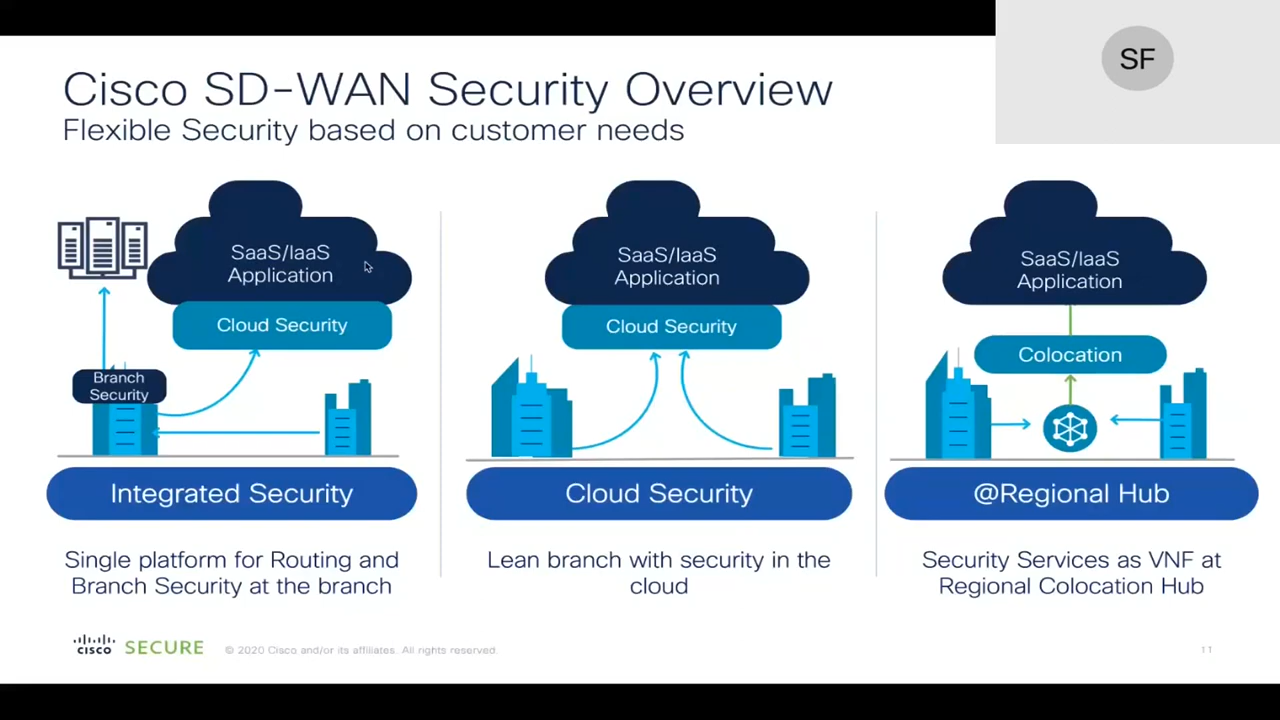 SF
Cisco SD-WAN Security Overview
Flexible Security based on customer needs
SaaS/IaaS
Application
Cloud Security
Branch
Security
Integrated Security
Single platform for Routing and
Branch Security at the branch
SaaS/IaaS
Application
Cloud Security
Cloud Security
Lean branch with security in the
cloud
SaaS/IaaS
Application
Colocation
@Regional Hub
Security Services as VNF at
Regional Colocation Hub
cisco SECURE
© 2020 Cisco and/or its affiliates. All rights reserved.
11